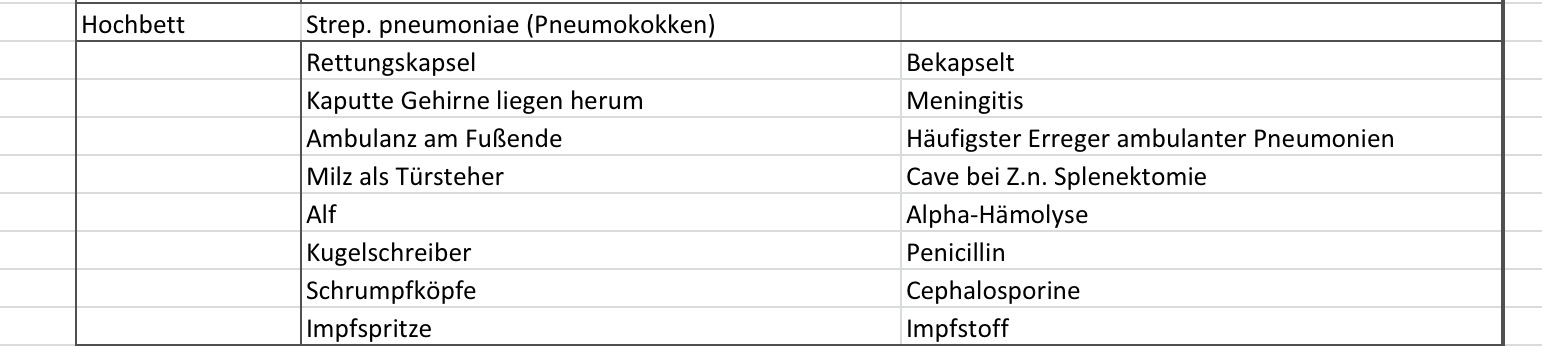 Hochbett Strep. pneumoniae (Pneumokokken)
Rettungskapsel Bekapselt
Kaputte Gehirne liegen herum Meningitis
Ambulanz am Fußende Häufigster Erreger ambulanter Pneumonien
Milz als Türsteher Cave bei Z.n. Splenektomie
Alf Alpha-Hämolyse
Kugelschreiber Penicillin
Schrumpfköpfe Cephalosporine
Impfspritze Impfstoff